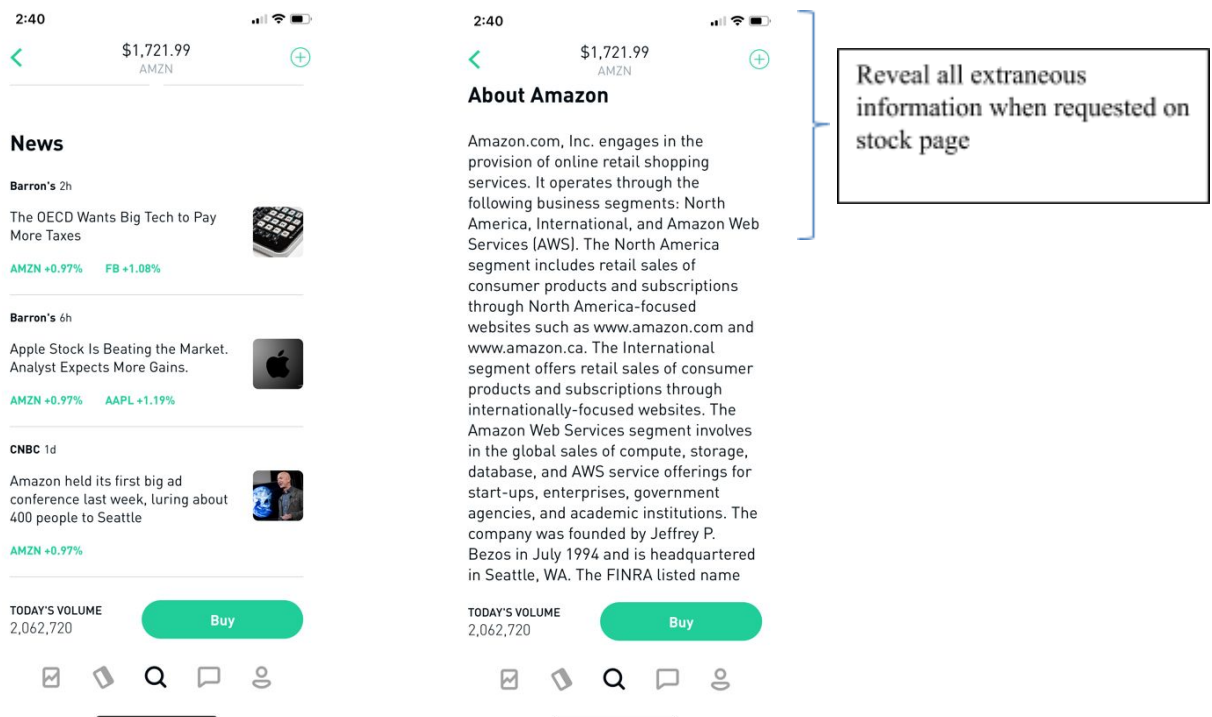 2:40
$1,721.99
AMZN
News
Barron's 2h
The OECD Wants Big Tech to Pay
More Taxes
AMZN +0.97% FB +1.08%
Barron's 6h
Apple Stock Is Beating the Market.
Analyst Expects More Gains.
AMZN +0.97% AAPL +1.19%
CNBC 1d
Amazon held its first big ad
conference last week, luring about
400 people to Seattle
AMZN +0.97%
TODAY'S VOLUME
2,062,720
Buy
2:40
$1,721.99
AMZN
About Amazon
Amazon.com, Inc. engages in the
provision of online retail shopping
services. It operates through the
following business segments: North
America, International, and Amazon Web
Services (AWS). The North America
segment includes retail sales of
consumer products and subscriptions
through North America-focused
websites such as www.amazon.com and
www.amazon.ca. The International
segment offers retail sales of consumer
products and subscriptions through
internationally-focused websites. The
Amazon Web Services segment involves
in the global sales of compute, storage,
database, and AWS service offerings for
start-ups, enterprises, government
agencies, and academic institutions. The
company was founded by Jeffrey P.
Bezos in July 1994 and is headquartered
in Seattle, WA. The FINRA listed name
TODAY'S VOLUME
2,062,720
Buy
Reveal all extraneous
information when requested on
stock page